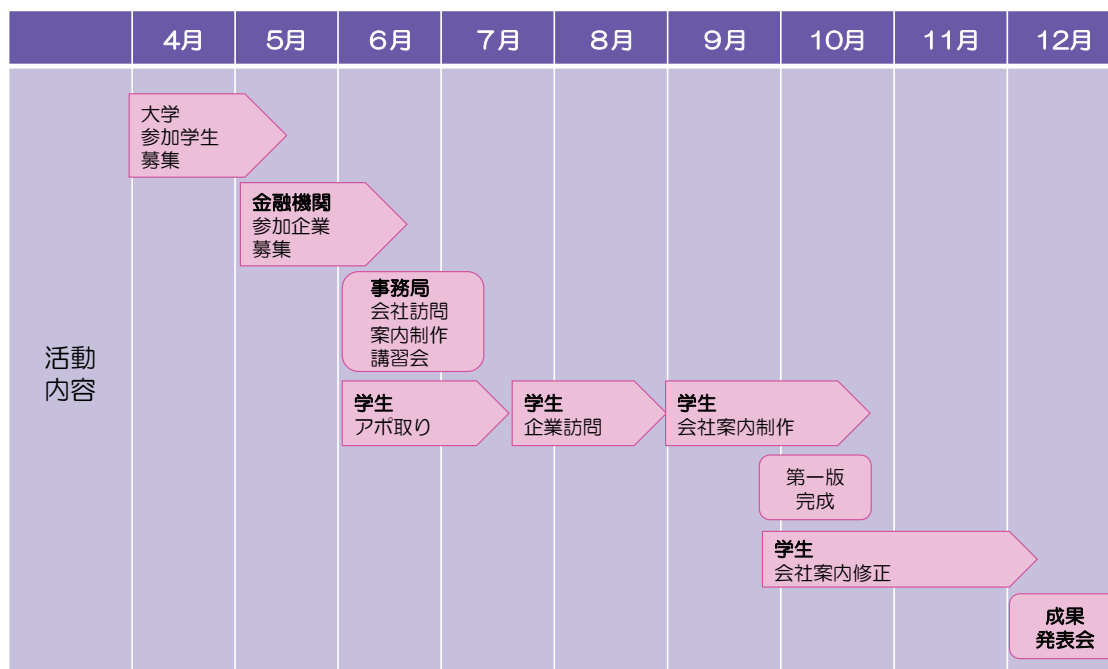 4月
5月
6月
7月
8月
9月
10月
11月
12月
活動
内容
大学
参加学生
募集
金融機関
参加企業
募集
事務局
会社訪問
案内制作
講習会
学生
アポ取り
学生
企業訪問
学生
会社案内制作
第一版
完成
学生
会社案内修正
成果
発表会